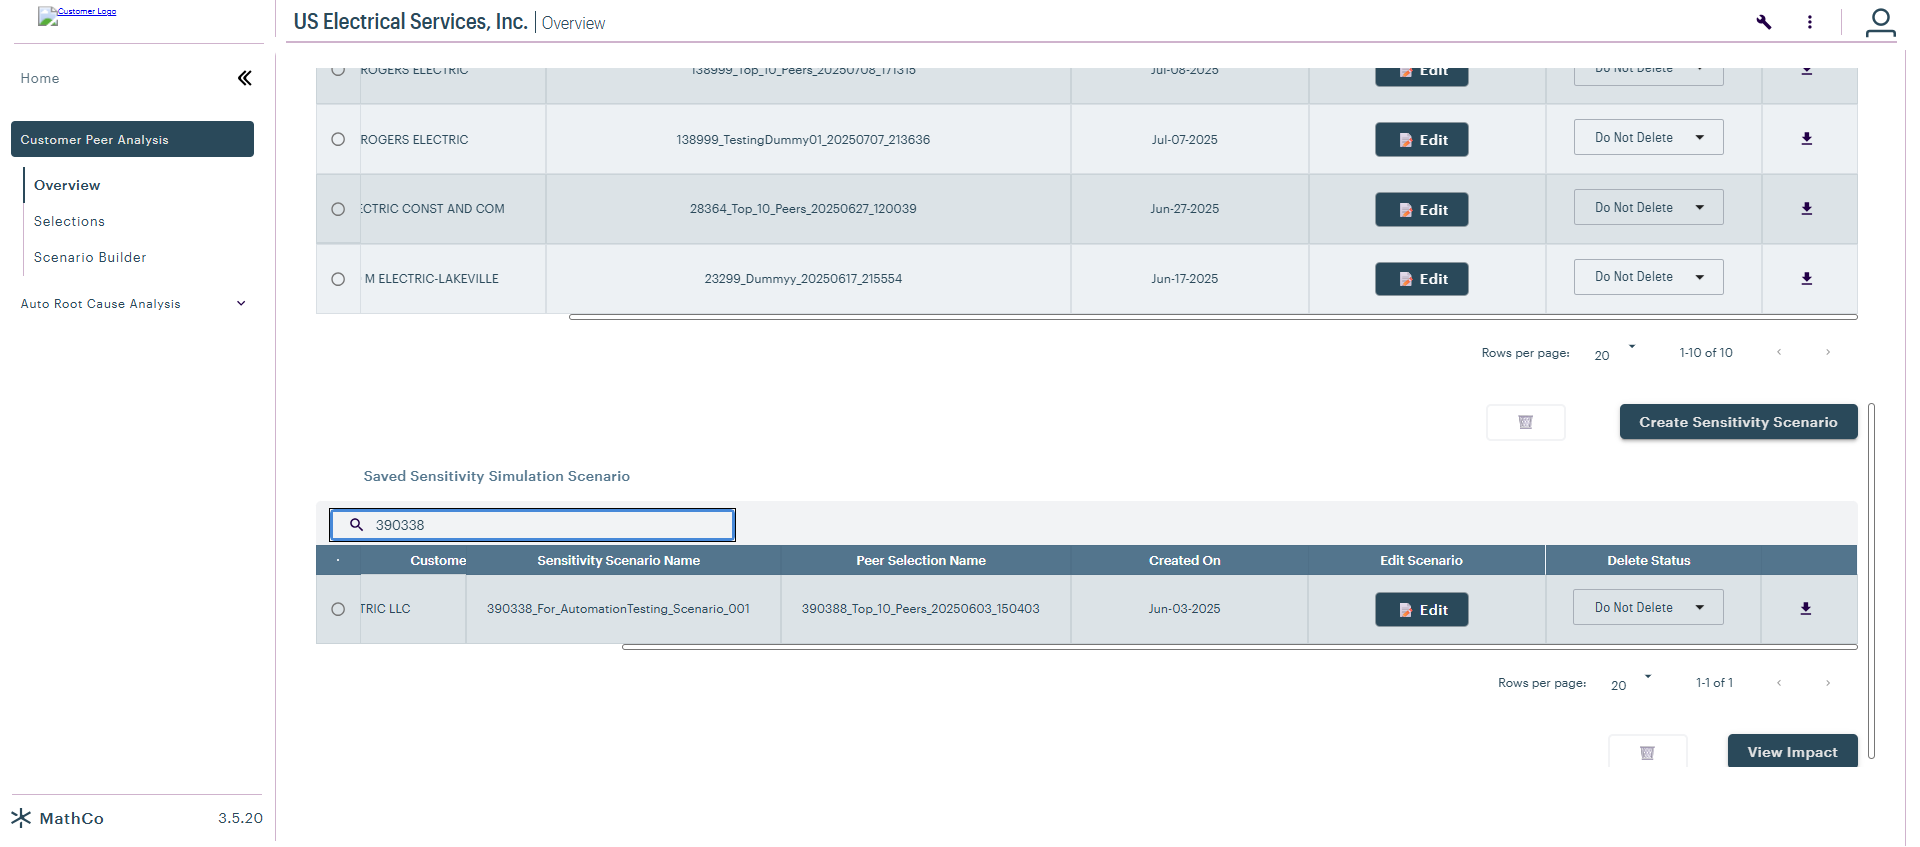 Customer Logo
US Electrical Services, Inc. | Overview
Home
Customer Peer Analysis
Overview
Selections
Scenario Builder
Auto Root Cause Analysis
MathCo 3.5.20
ROGERS ELECTRIC 138999_Top_10_Peers_20250708_171315 Jul-08-2025 Edit Do Not Delete
ROGERS ELECTRIC 138999_TestingDummy01_20250707_213636 Jul-07-2025 Edit Do Not Delete
ECTRIC CONST AND COM 28364_Top_10_Peers_20250627_120039 Jun-27-2025 Edit Do Not Delete
M ELECTRIC-LAKEVILLE 23299_Dummyy_20250617_215554 Jun-17-2025 Edit Do Not Delete
Rows per page: 20 1-10 of 10
Create Sensitivity Scenario
Saved Sensitivity Simulation Scenario
390338
Custome Sensitivity Scenario Name Peer Selection Name Created On Edit Scenario Delete Status
TRIC LLC 390338_For_AutomationTesting_Scenario_001 390388_Top_10_Peers_20250603_150403 Jun-03-2025 Edit Do Not Delete
Rows per page: 20 1-1 of 1
View Impact